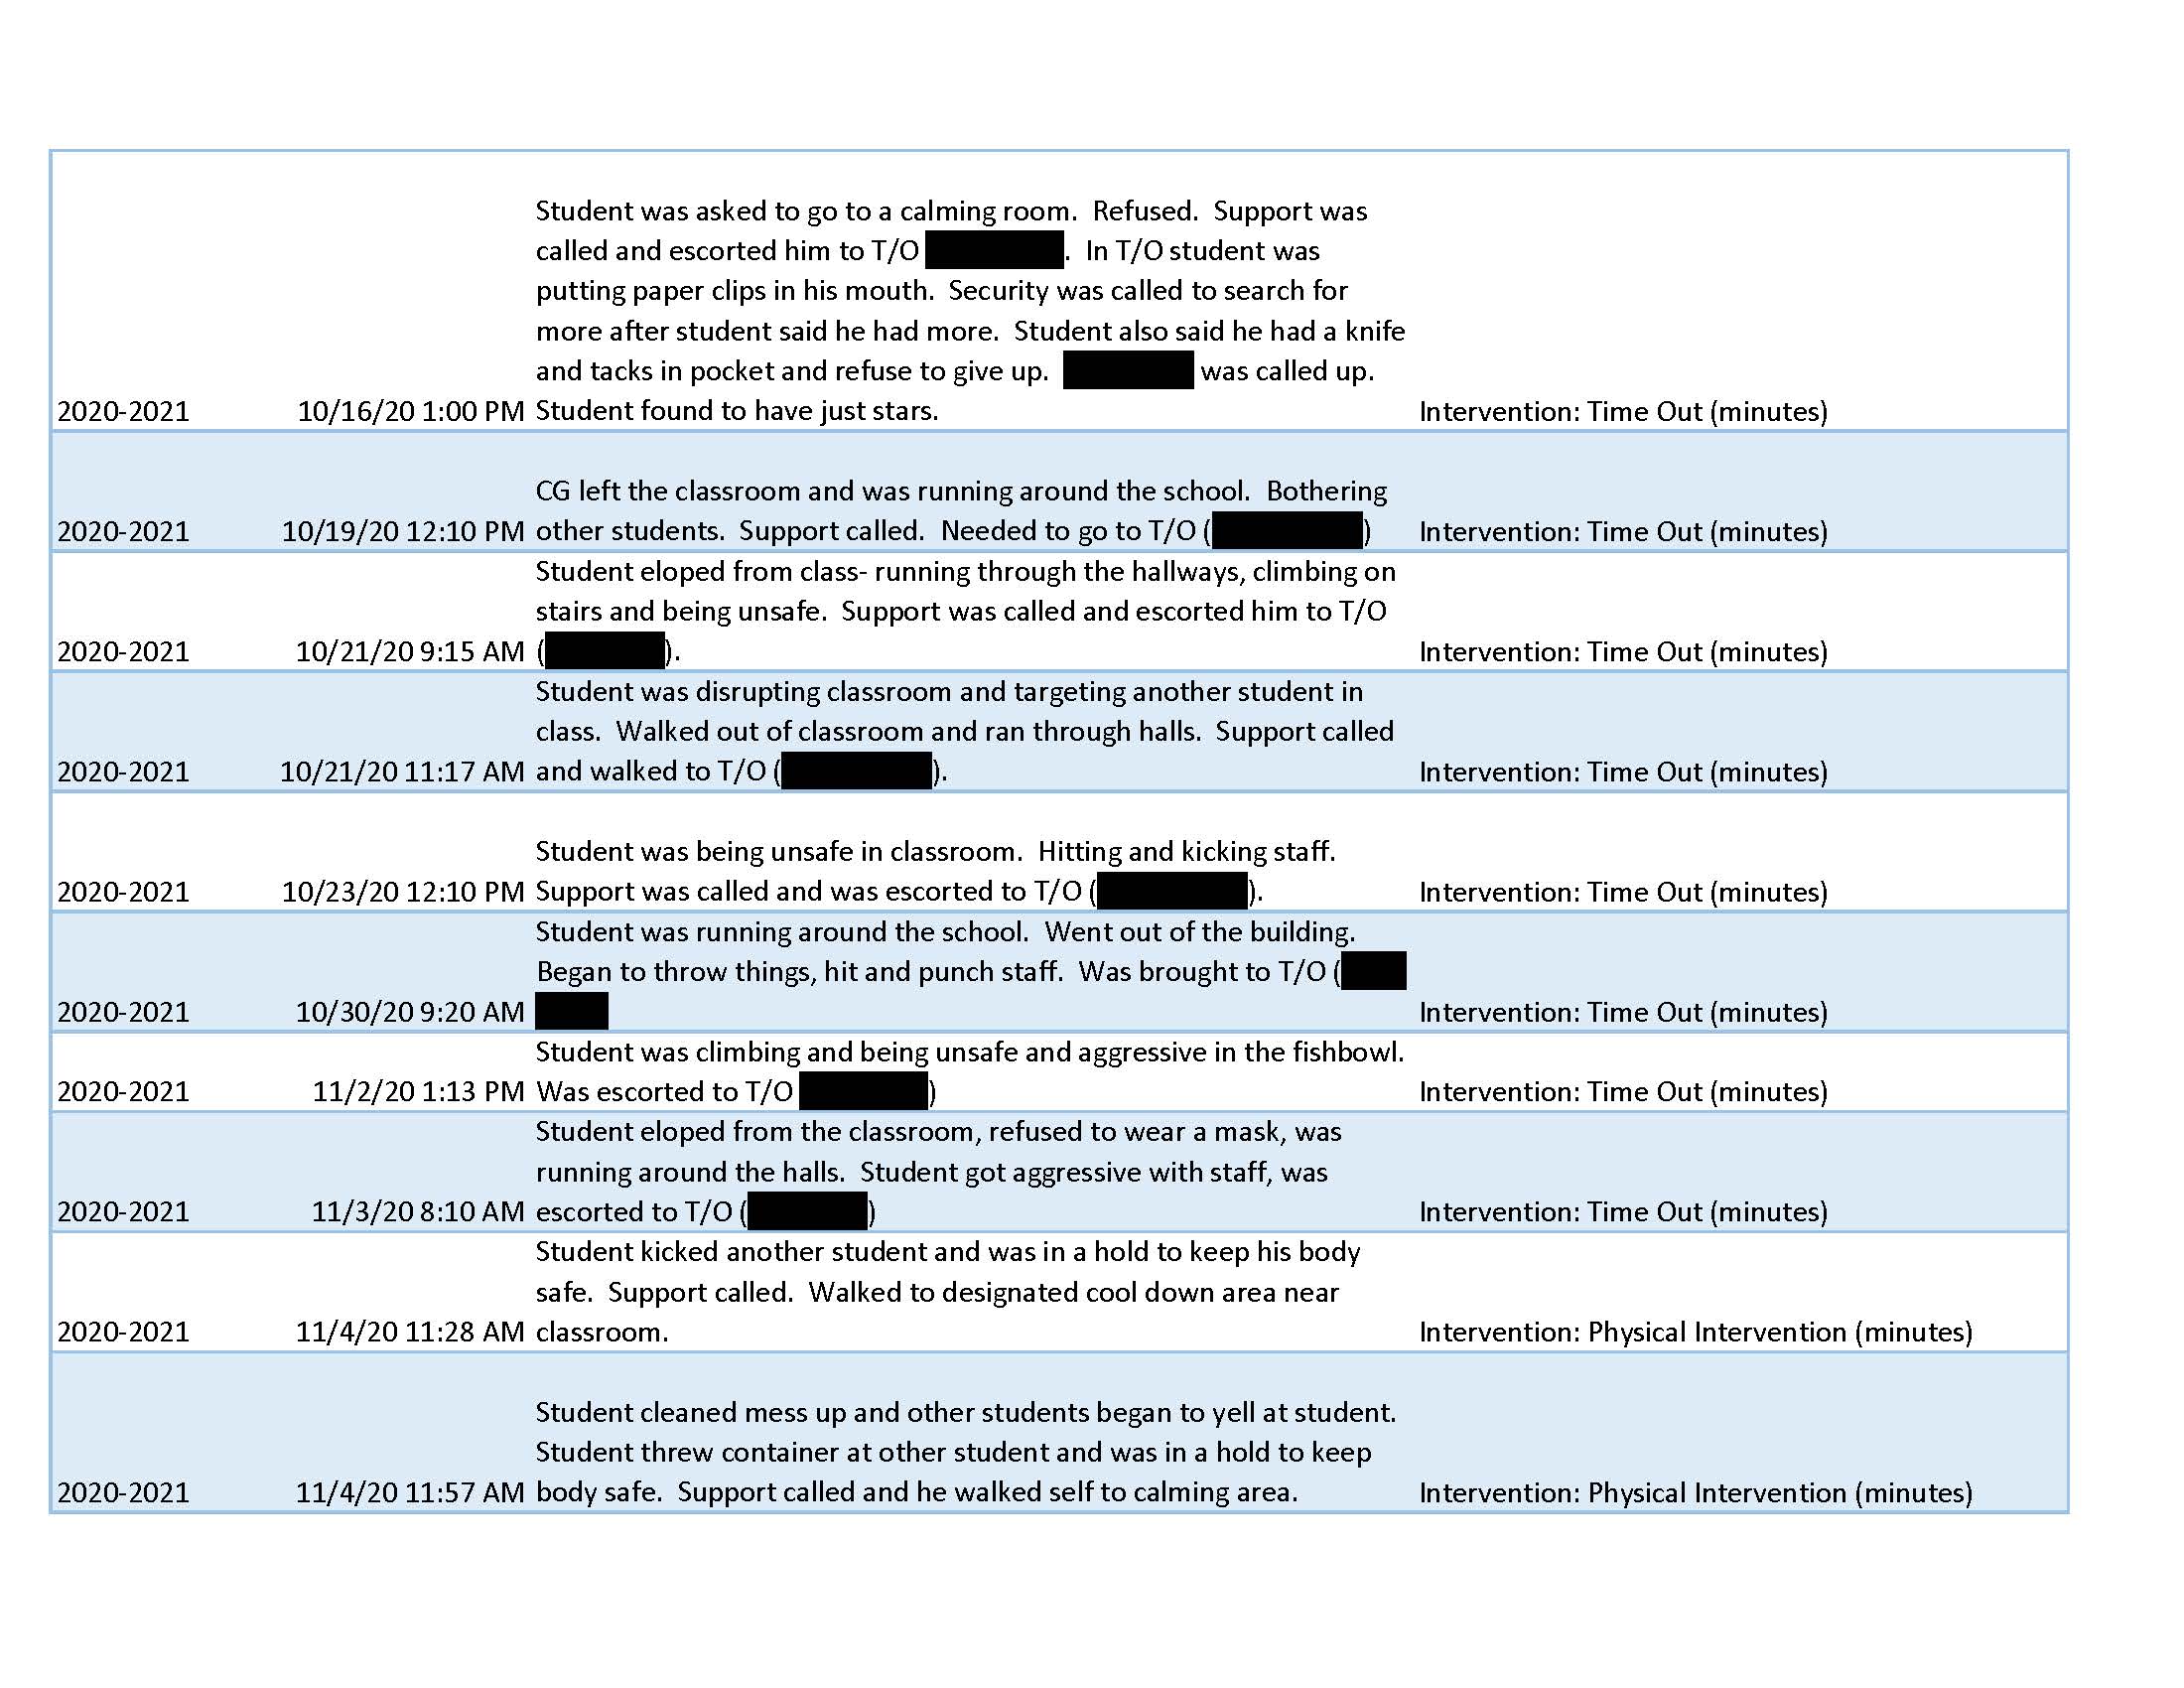 Student was asked to go to a calming room.  Refused.  Support was
called and escorted him to T/O .  In T/O student was
putting paper clips in his mouth.  Security was called to search for
more after student said he had more.  Student also said he had a knife
and tacks in pocket and refuse to give up.  was called up.
2020-2021 10/16/20 1:00 PM Student found to have just stars. Intervention: Time Out (minutes)
CG left the classroom and was running around the school.  Bothering
2020-2021 10/19/20 12:10 PM other students.  Support called.  Needed to go to T/O ( ) Intervention: Time Out (minutes)
Student eloped from class- running through the hallways, climbing on
stairs and being unsafe.  Support was called and escorted him to T/O
2020-2021 10/21/20 9:15 AM ( ). Intervention: Time Out (minutes)
Student was disrupting classroom and targeting another student in
class.  Walked out of classroom and ran through halls.  Support called
2020-2021 10/21/20 11:17 AM and walked to T/O ( ). Intervention: Time Out (minutes)
Student was being unsafe in classroom.  Hitting and kicking staff.
2020-2021 10/23/20 12:10 PM Support was called and was escorted to T/O ( ). Intervention: Time Out (minutes)
Student was running around the school.  Went out of the building.
Began to throw things, hit and punch staff.  Was brought to T/O (
2020-2021 10/30/20 9:20 AM Intervention: Time Out (minutes)
Student was climbing and being unsafe and aggressive in the fishbowl.
2020-2021 11/2/20 1:13 PM Was escorted to T/O ) Intervention: Time Out (minutes)
Student eloped from the classroom, refused to wear a mask, was
running around the halls.  Student got aggressive with staff, was
2020-2021 11/3/20 8:10 AM escorted to T/O ( ) Intervention: Time Out (minutes)
Student kicked another student and was in a hold to keep his body
safe.  Support called.  Walked to designated cool down area near
2020-2021 11/4/20 11:28 AM classroom. Intervention: Physical Intervention (minutes)
Student cleaned mess up and other students began to yell at student.
Student threw container at other student and was in a hold to keep
2020-2021 11/4/20 11:57 AM body safe.  Support called and he walked self to calming area. Intervention: Physical Intervention (minutes)